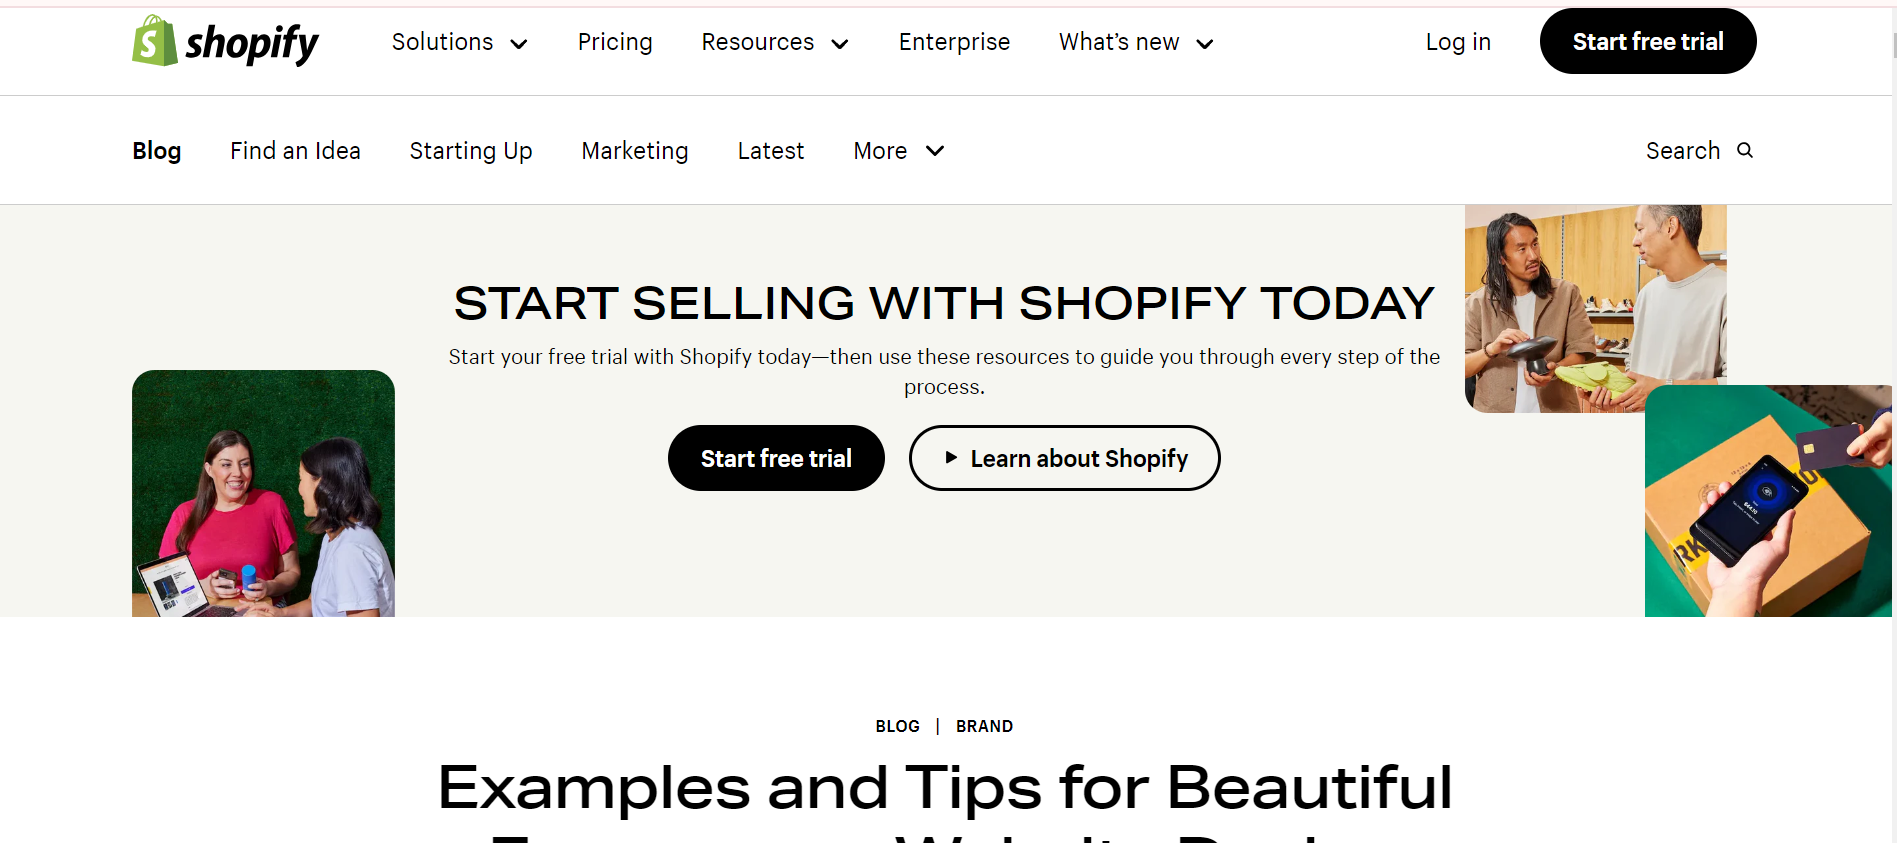 shopify Solutions Pricing Resources Enterprise What's new Log in Start free trial
Blog Find an Idea Starting Up Marketing Latest More Search
START SELLING WITH SHOPIFY TODAY
Start your free trial with Shopify today—then use these resources to guide you through every step of the
process.
Start free trial Learn about Shopify
BLOG | BRAND
Examples and Tips for Beautiful